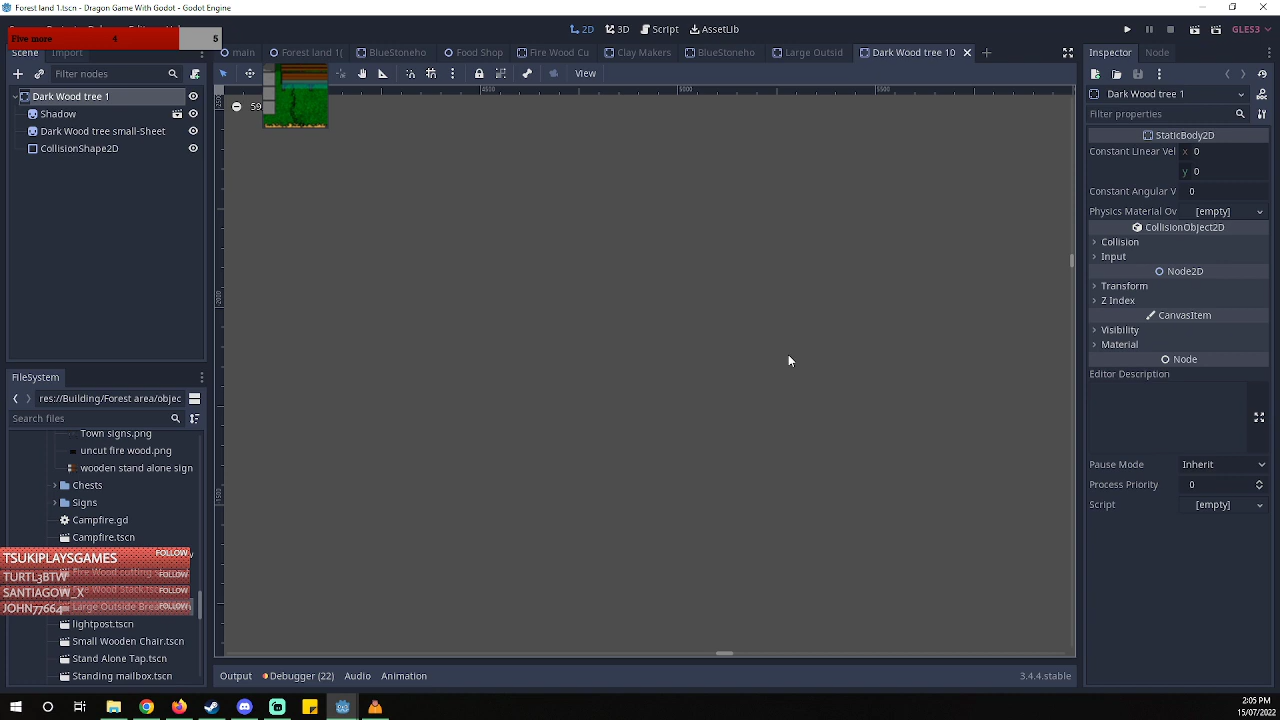 Forest land 1.tscn - Dragon Game With Godot - Godot Engine
Five more 4 5
2D 3D Script AssetLib
GLES3
Scene Import
main Forest land 1( BlueStoneho Food Shop Fire Wood Cu Clay Makers BlueStoneho Large Outsid Dark Wood tree 10
Inspector Node
Filter nodes
View
Dark Wood tree 1
Shadow
Dark Wood tree small-Sheet
CollisionShape2D
4500 5000 5500
59
Dark Wood tree 1
Filter properties
StaticBody2D
Constant Linear Vel x 0
y 0
Constant Angular V 0
Physics Material Ov [empty]
CollisionObject2D
Collision
Input
Node2D
Transform
Z Index
CanvasItem
Visibility
Material
Node
Editor Description
Pause Mode Inherit
Process Priority 0
Script [empty]
FileSystem
res://Building/Forest area/objec
Search files
Town signs.png
uncut fire wood.png
wooden stand alone sign
Chests
Signs
Campfire.gd
Campfire.tscn
TSUKIPLAYSGAMES FOLLOW
TURTL3BTW FOLLOW
SANTIAGOW_X FOLLOW
JOHN77664 FOLLOW
lightpost.tscn
Small Wooden Chair.tscn
Stand Alone Tap.tscn
Standing mailbox.tscn
Output Debugger (22) Audio Animation
3.4.4.stable
2:05 PM
15/07/2022